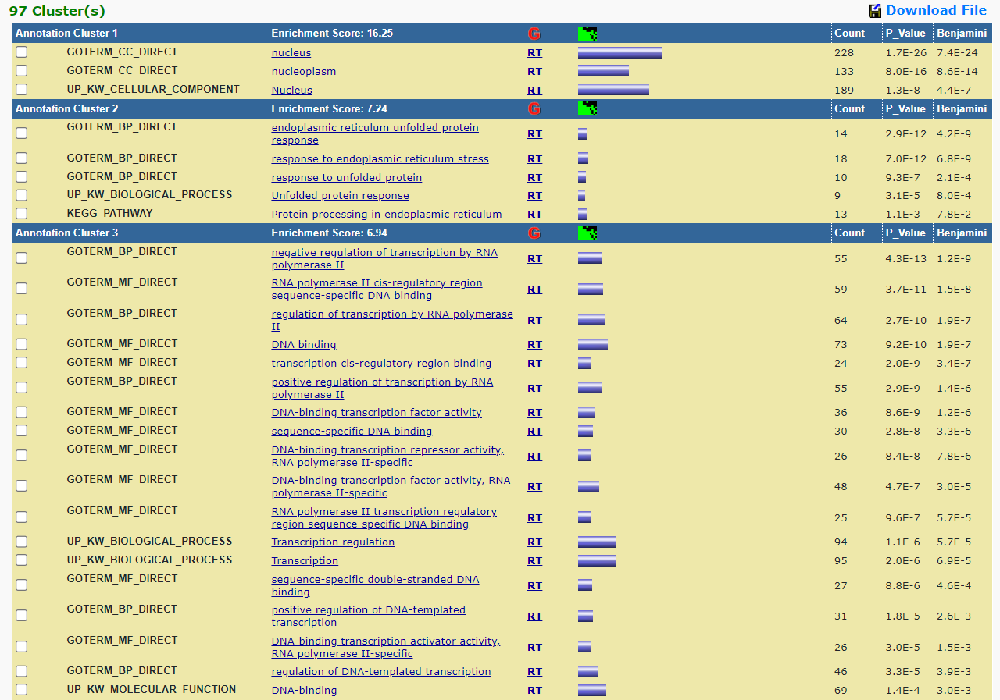 97 Cluster(s) Download File
Annotation Cluster 1 Enrichment Score: 16.25 G Count P_Value Benjamini
GOTERM_CC_DIRECT nucleus RT 228 1.7E-26 7.4E-24
GOTERM_CC_DIRECT nucleoplasm RT 133 8.0E-16 8.6E-14
UP_KW_CELLULAR_COMPONENT Nucleus RT 189 1.3E-8 4.4E-7
Annotation Cluster 2 Enrichment Score: 7.24 G Count P_Value Benjamini
GOTERM_BP_DIRECT endoplasmic reticulum unfolded protein
response RT 14 2.9E-12 4.2E-9
GOTERM_BP_DIRECT response to endoplasmic reticulum stress RT 18 7.0E-12 6.8E-9
GOTERM_BP_DIRECT response to unfolded protein RT 10 9.3E-7 2.1E-4
UP_KW_BIOLOGICAL_PROCESS Unfolded protein response RT 9 3.1E-5 8.0E-4
KEGG_PATHWAY Protein processing in endoplasmic reticulum RT 13 1.1E-3 7.8E-2
Annotation Cluster 3 Enrichment Score: 6.94 G Count P_Value Benjamini
GOTERM_BP_DIRECT negative regulation of transcription by RNA
polymerase II RT 55 4.3E-13 1.2E-9
GOTERM_MF_DIRECT RNA polymerase II cis-regulatory region
sequence-specific DNA binding RT 59 3.7E-11 1.5E-8
GOTERM_BP_DIRECT regulation of transcription by RNA polymerase
II RT 64 2.7E-10 1.9E-7
GOTERM_MF_DIRECT DNA binding RT 73 9.2E-10 1.9E-7
GOTERM_MF_DIRECT transcription cis-regulatory region binding RT 24 2.0E-9 3.4E-7
GOTERM_BP_DIRECT positive regulation of transcription by RNA
polymerase II RT 55 2.9E-9 1.4E-6
GOTERM_MF_DIRECT DNA-binding transcription factor activity RT 36 8.6E-9 1.2E-6
GOTERM_MF_DIRECT sequence-specific DNA binding RT 30 2.8E-8 3.3E-6
GOTERM_MF_DIRECT DNA-binding transcription repressor activity,
RNA polymerase II-specific RT 26 8.4E-8 7.8E-6
GOTERM_MF_DIRECT DNA-binding transcription factor activity, RNA
polymerase II-specific RT 48 4.7E-7 3.0E-5
GOTERM_MF_DIRECT RNA polymerase II transcription regulatory
region sequence-specific DNA binding RT 25 9.6E-7 5.7E-5
UP_KW_BIOLOGICAL_PROCESS Transcription regulation RT 94 1.1E-6 5.7E-5
UP_KW_BIOLOGICAL_PROCESS Transcription RT 95 2.0E-6 6.9E-5
GOTERM_MF_DIRECT sequence-specific double-stranded DNA
binding RT 27 8.8E-6 4.6E-4
GOTERM_BP_DIRECT positive regulation of DNA-templated
transcription RT 31 1.8E-5 2.6E-3
GOTERM_MF_DIRECT DNA-binding transcription activator activity,
RNA polymerase II-specific RT 26 3.0E-5 1.5E-3
GOTERM_BP_DIRECT regulation of DNA-templated transcription RT 46 3.3E-5 3.9E-3
UP_KW_MOLECULAR_FUNCTION DNA-binding RT 69 1.4E-4 3.0E-3